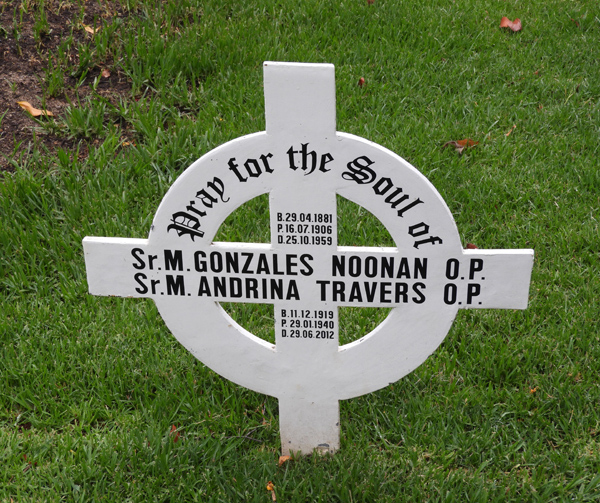 Pray for the Soul of
B.29.04.1881
P.16.07.1906
D.25.10.1959
Sr.M.GONZALES NOONAN O.P.
Sr.M.ANDRINA TRAVERS O.P.
B.11.12.1919
P.29.01.1940
D.29.06.2012